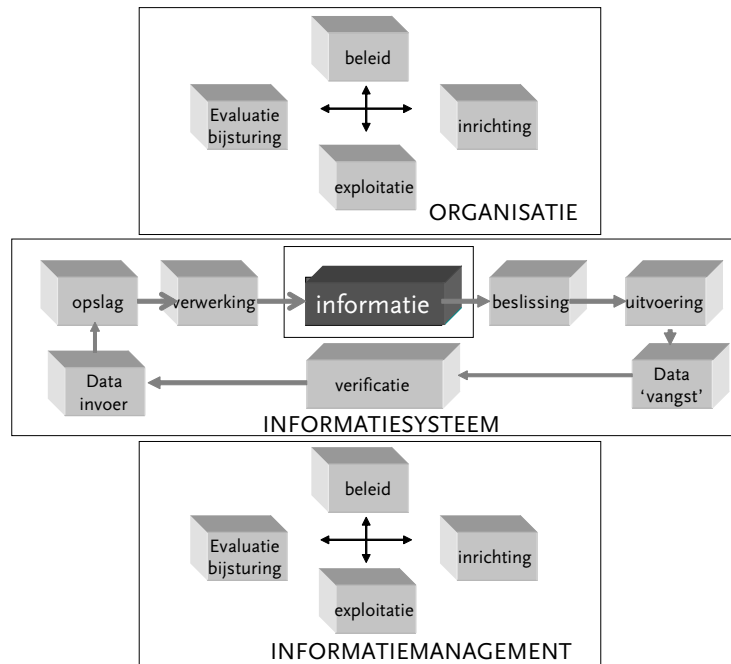 beleid
Evaluatie
bijsturing
inrichting
exploitatie
ORGANISATIE
opslag
verwerking
informatie
beslissing
uitvoering
Data
invoer
verificatie
Data
‘vangst’
INFORMATIESYSTEEM
beleid
Evaluatie
bijsturing
inrichting
exploitatie
INFORMATIEMANAGEMENT